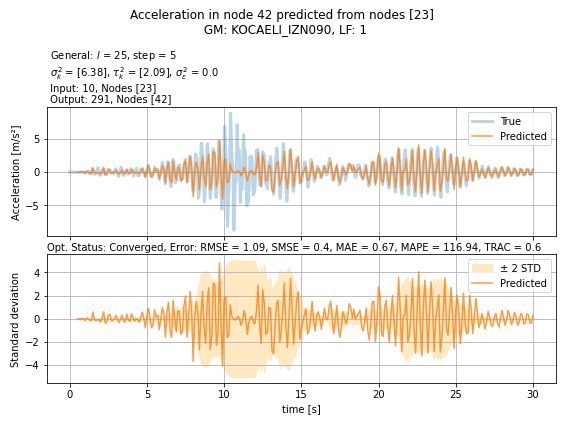 Acceleration in node 42 predicted from nodes [23]
GM: KOCAELI_IZN090, LF: 1
General: l = 25, step = 5
σ²ₖ = [6.38], τ²ₖ = [2.09], σ²ε = 0.0
Input: 10, Nodes [23]
Output: 291, Nodes [42]
Acceleration [m/s²]
5
0
−5
True
Predicted
Opt. Status: Converged, Error: RMSE = 1.09, SMSE = 0.4, MAE = 0.67, MAPE = 116.94, TRAC = 0.6
Standard deviation
4
2
0
−2
−4
± 2 STD
Predicted
0 5 10 15 20 25 30
time [s]